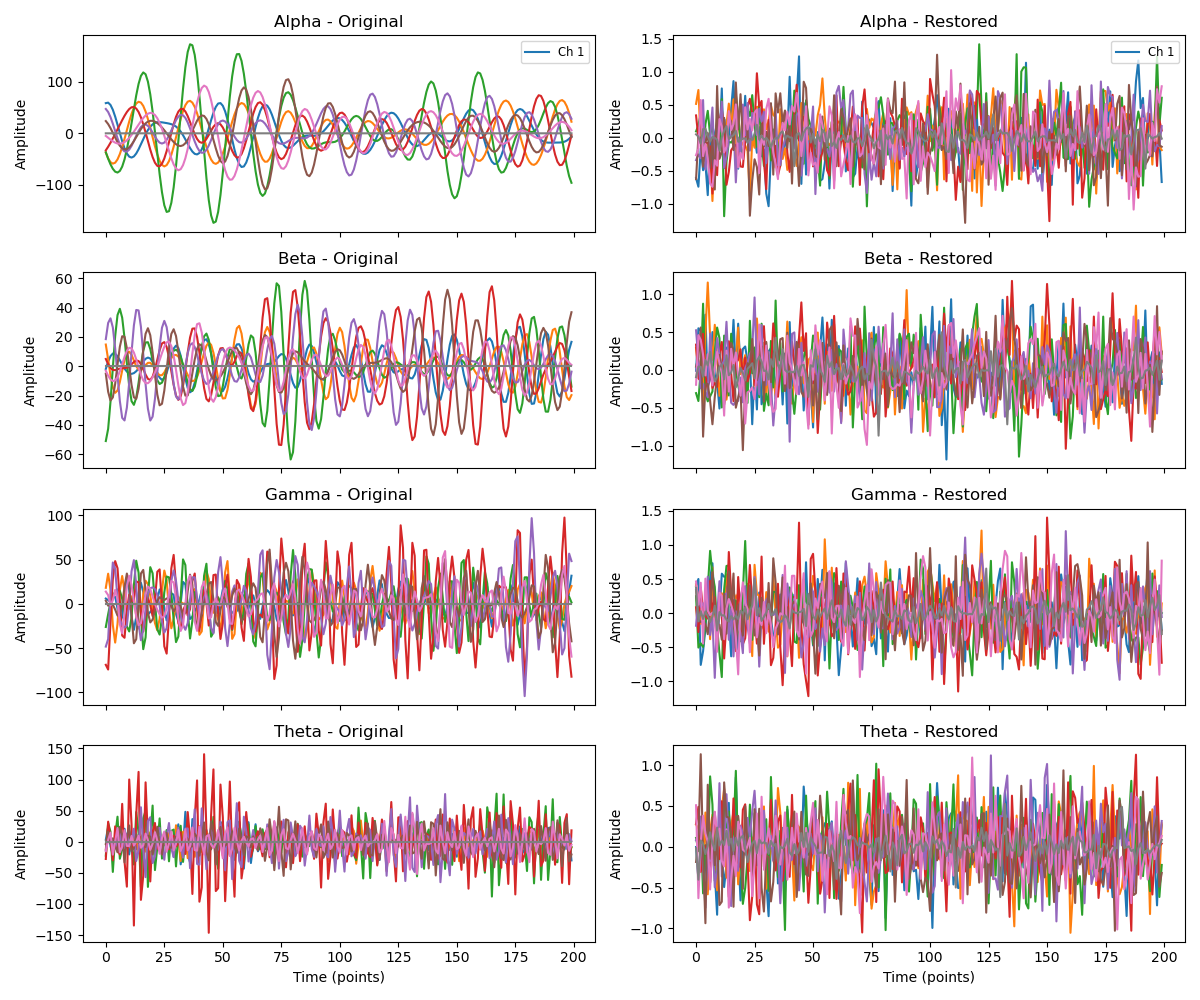 Alpha - Original
Alpha - Restored
Amplitude
100
0
−100
Ch 1
Amplitude
1.5
1.0
0.5
0.0
−0.5
−1.0
Ch 1
Beta - Original
Beta - Restored
Amplitude
60
40
20
0
−20
−40
−60
Amplitude
1.0
0.5
0.0
−0.5
−1.0
Gamma - Original
Gamma - Restored
Amplitude
100
50
0
−50
−100
Amplitude
1.5
1.0
0.5
0.0
−0.5
−1.0
Theta - Original
Theta - Restored
Amplitude
150
100
50
0
−50
−100
−150
0 25 50 75 100 125 150 175 200
Time (points)
Amplitude
1.0
0.5
0.0
−0.5
−1.0
0 25 50 75 100 125 150 175 200
Time (points)